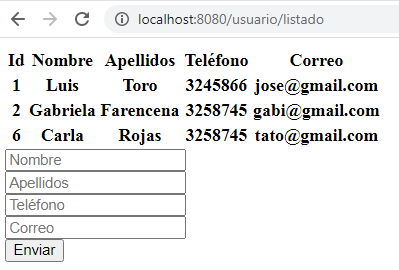 localhost:8080/usuario/listado
Id Nombre Apellidos Teléfono Correo
1 Luis Toro 3245866 jose@gmail.com
2 Gabriela Farencena 3258745 gabi@gmail.com
6 Carla Rojas 3258745 tato@gmail.com
Nombre
Apellidos
Teléfono
Correo
Enviar